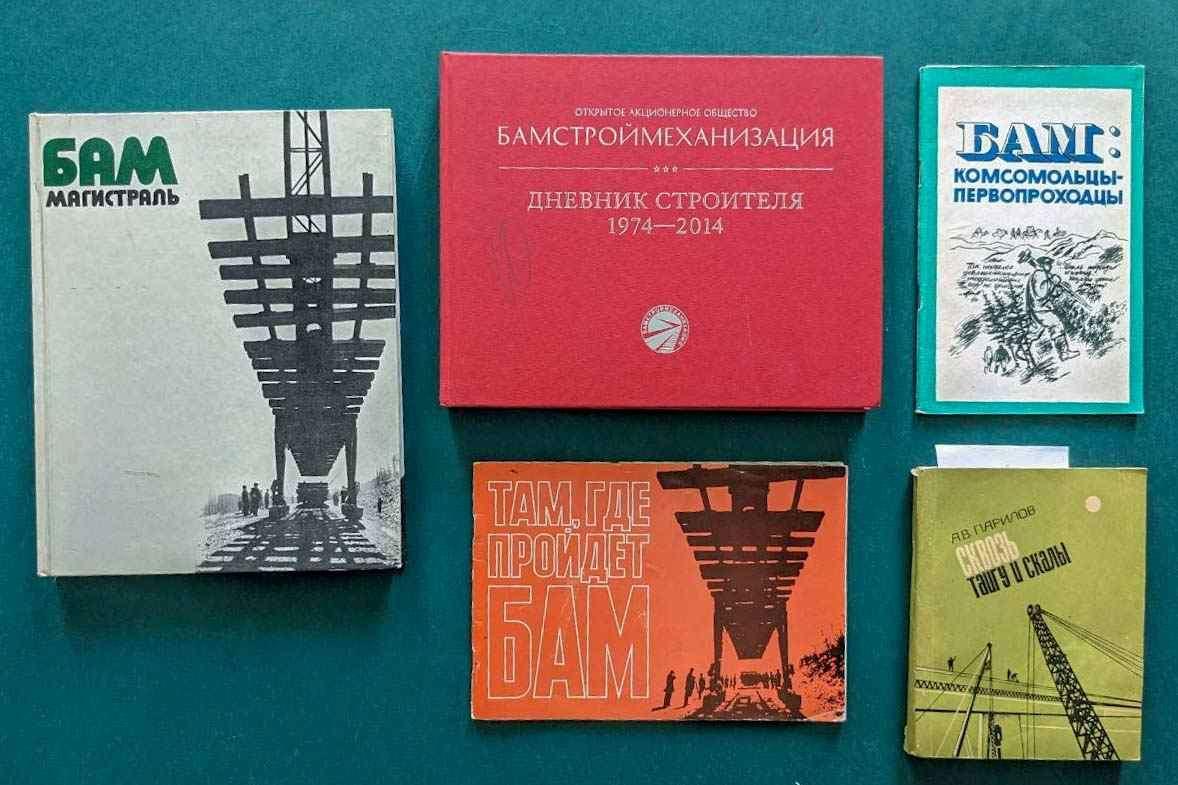 БАМ
МАГИСТРАЛЬ
ОТКРЫТОЕ АКЦИОНЕРНОЕ ОБЩЕСТВО
БАМСТРОЙМЕХАНИЗАЦИЯ
ДНЕВНИК СТРОИТЕЛЯ
1974—2014
БАМ:
КОМСОМОЛЬЦЫ-
ПЕРВОПРОХОДЦЫ
ТАМ, ГДЕ
ПРОЙДЕТ
БАМ
А.В. ПАРИЛОВ
СКВОЗЬ
ТАЙГУ И СКАЛЫ